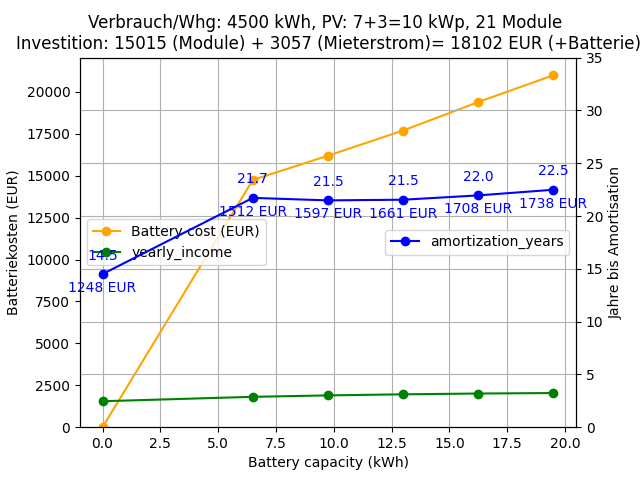 Verbrauch/Whg: 4500 kWh, PV: 7+3=10 kWp, 21 Module
Investition: 15015 (Module) + 3057 (Mieterstrom)= 18102 EUR (+Batterie)
Batteriekosten (EUR)
20000
17500
15000
12500
10000
7500
5000
2500
0
35
30
25
20
15
10
5
0
Jahre bis Amortisation
14.5
21.7
21.5
21.5
22.0
22.5
1248 EUR
1512 EUR
1597 EUR
1661 EUR
1708 EUR
1738 EUR
Battery cost (EUR)
yearly_income
amortization_years
0.0
2.5
5.0
7.5
10.0
12.5
15.0
17.5
20.0
Battery capacity (kWh)